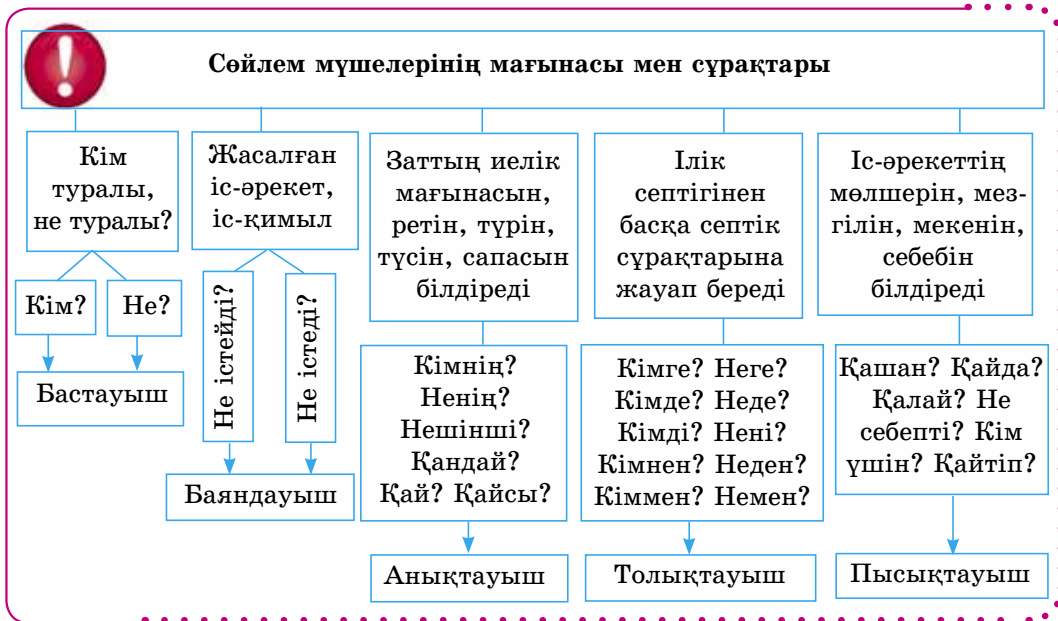 Сөйлем мүшелерінің мағынасы мен сұрақтары
Кім
туралы,
не туралы?
Кім?
Не?
Бастауыш
Жасалған
іс-әрекет,
іс-қимыл
Не істейді?
Не істеді?
Баяндауыш
Заттың иелік
мағынасын,
ретін, түрін,
түсін, сапасын
білдіреді
Кімнің?
Ненің?
Нешінші?
Қандай?
Қай? Қайсы?
Анықтауыш
Ілік
септігінен
басқа септік
сұрақтарына
жауап береді
Кімге? Неге?
Кімде? Неде?
Кімді? Нені?
Кімнен? Неден?
Кіммен? Немен?
Толықтауыш
Іс-әрекеттің
мөлшерін, мез-
гілін, мекенін,
себебін
білдіреді
Қашан? Қайда?
Қалай? Не
себепті? Кім
үшін? Қайтіп?
Пысықтауыш